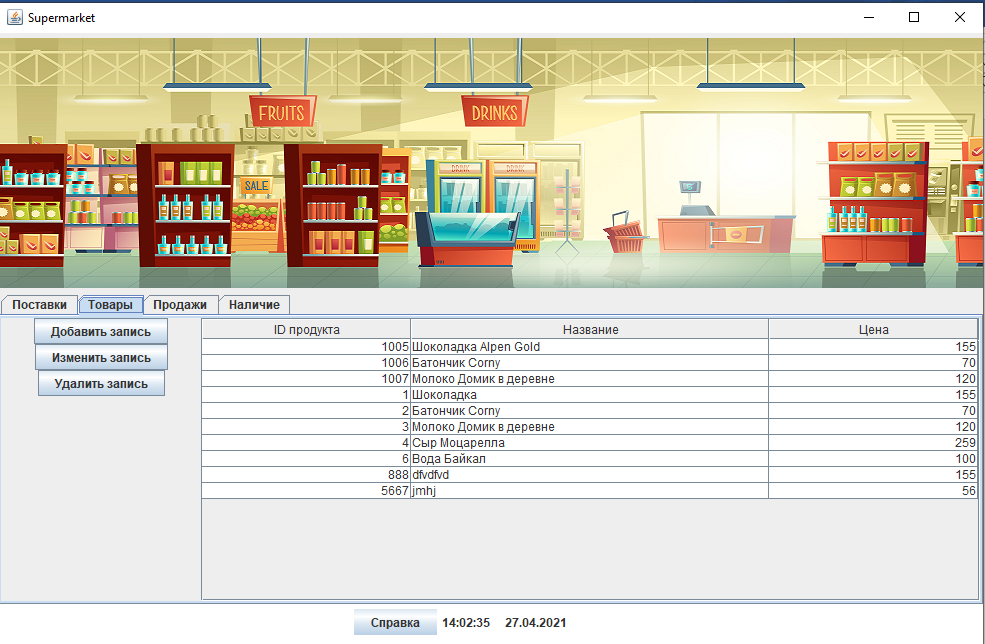 Supermarket
FRUITS
DRINKS
SALE
DRINK
DRINK
Поставки Товары Продажи Наличие
Добавить запись
Изменить запись
Удалить запись
ID продукта Название Цена
1005 Шоколадка Alpen Gold 155
1006 Батончик Corny 70
1007 Молоко Домик в деревне 120
1 Шоколадка 155
2 Батончик Corny 70
3 Молоко Домик в деревне 120
4 Сыр Моцарелла 259
6 Вода Байкал 100
888 dfvdfvd 155
5667 jmhj 56
Справка 14:02:35 27.04.2021